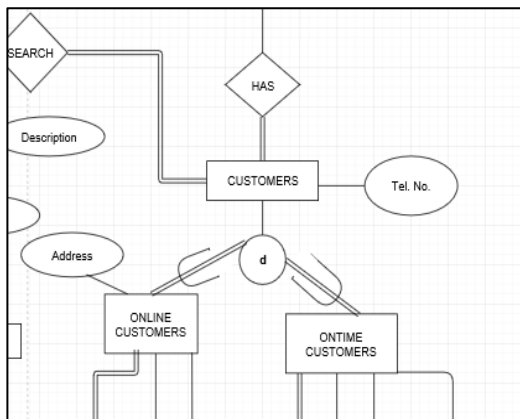 SEARCH
HAS
Description
CUSTOMERS
Tel. No.
Address
d
ONLINE
CUSTOMERS
ONTIME
CUSTOMERS